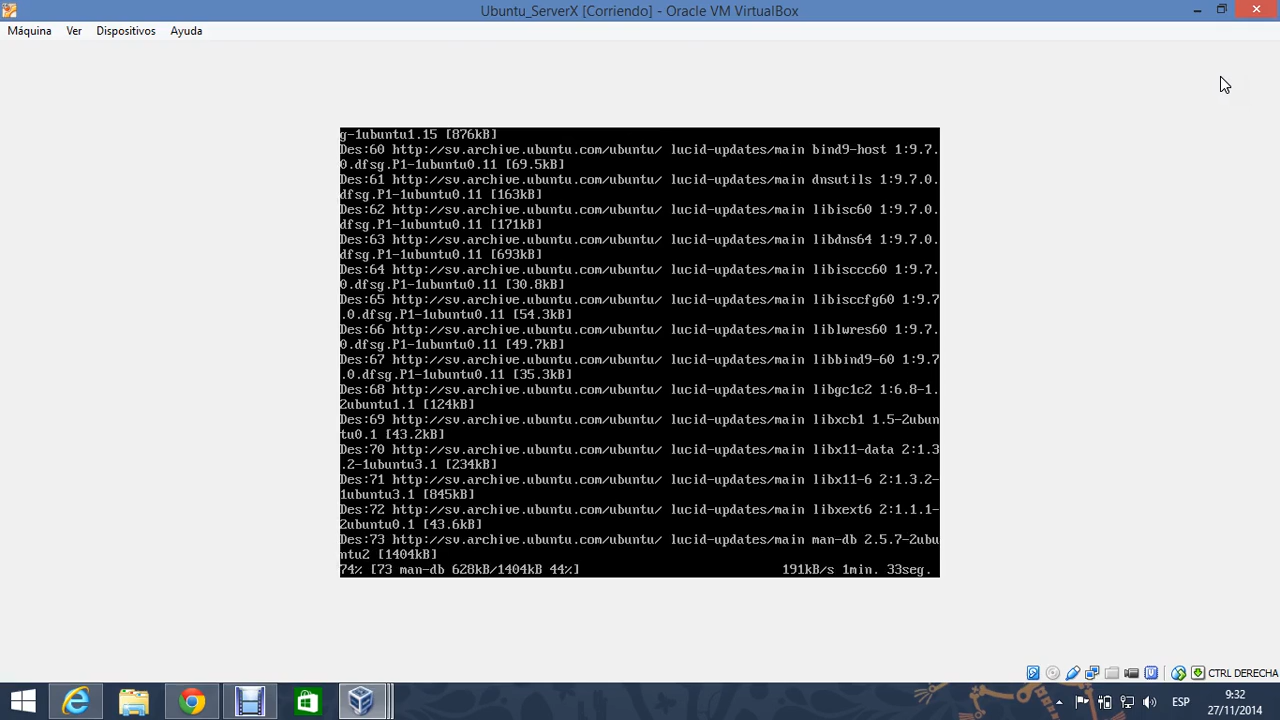 Ubuntu_ServerX [Corriendo] - Oracle VM VirtualBox
Máquina Ver Dispositivos Ayuda
g-1ubuntu1.15 [876kB]
Des:60 http://sv.archive.ubuntu.com/ubuntu/ lucid-updates/main bind9-host 1:9.7.
0.dfsg.P1-1ubuntu0.11 [69.5kB]
Des:61 http://sv.archive.ubuntu.com/ubuntu/ lucid-updates/main dnsutils 1:9.7.0.
dfsg.P1-1ubuntu0.11 [163kB]
Des:62 http://sv.archive.ubuntu.com/ubuntu/ lucid-updates/main libisc60 1:9.7.0.
dfsg.P1-1ubuntu0.11 [171kB]
Des:63 http://sv.archive.ubuntu.com/ubuntu/ lucid-updates/main libdns64 1:9.7.0.
dfsg.P1-1ubuntu0.11 [693kB]
Des:64 http://sv.archive.ubuntu.com/ubuntu/ lucid-updates/main libisccc60 1:9.7.
0.dfsg.P1-1ubuntu0.11 [30.8kB]
Des:65 http://sv.archive.ubuntu.com/ubuntu/ lucid-updates/main libisccfg60 1:9.7
.0.dfsg.P1-1ubuntu0.11 [54.3kB]
Des:66 http://sv.archive.ubuntu.com/ubuntu/ lucid-updates/main liblwres60 1:9.7.
0.dfsg.P1-1ubuntu0.11 [49.7kB]
Des:67 http://sv.archive.ubuntu.com/ubuntu/ lucid-updates/main libbind9-60 1:9.7
.0.dfsg.P1-1ubuntu0.11 [35.3kB]
Des:68 http://sv.archive.ubuntu.com/ubuntu/ lucid-updates/main libgc1c2 1:6.8-1.
2ubuntu1.1 [124kB]
Des:69 http://sv.archive.ubuntu.com/ubuntu/ lucid-updates/main libxcb1 1.5-2ubun
tu0.1 [43.2kB]
Des:70 http://sv.archive.ubuntu.com/ubuntu/ lucid-updates/main libx11-data 2:1.3
.2-1ubuntu3.1 [234kB]
Des:71 http://sv.archive.ubuntu.com/ubuntu/ lucid-updates/main libx11-6 2:1.3.2-
1ubuntu3.1 [845kB]
Des:72 http://sv.archive.ubuntu.com/ubuntu/ lucid-updates/main libxext6 2:1.1.1-
2ubuntu0.1 [43.6kB]
Des:73 http://sv.archive.ubuntu.com/ubuntu/ lucid-updates/main man-db 2.5.7-2ubu
ntu2 [1404kB]
74% [73 man-db 628kB/1404kB 44%] 191kB/s 1min. 33seg.
CTRL DERECHA
ESP
9:32
27/11/2014